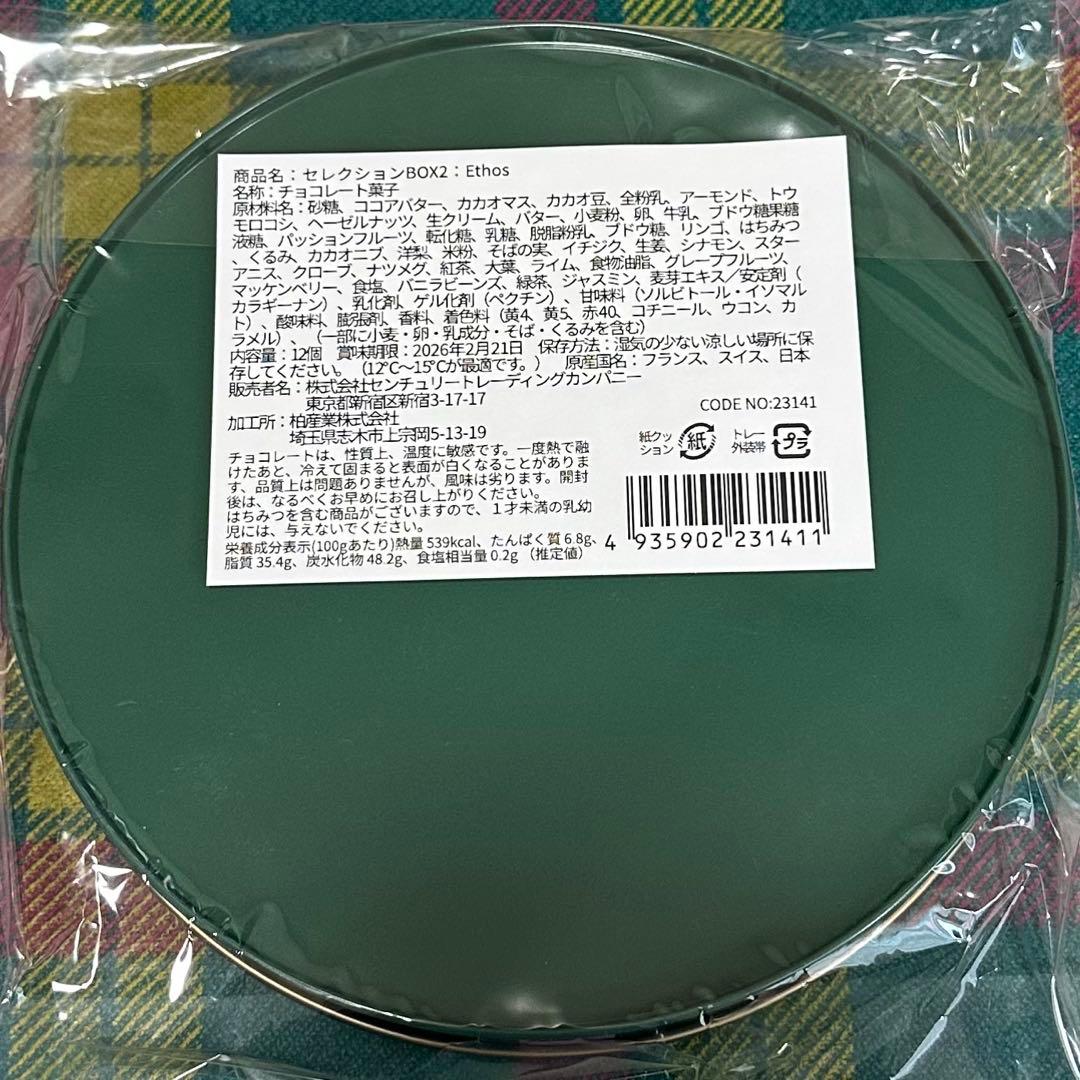 商品名：セレクションBOX2：Ethos
名称：チョコレート菓子
原材料名：砂糖、ココアバター、カカオマス、カカオ豆、全粉乳、アーモンド、トウ
モロコシ、ヘーゼルナッツ、生クリーム、バター、小麦粉、卵、牛乳、ブドウ糖果糖
液糖、パッションフルーツ、転化糖、乳糖、脱脂粉乳、ブドウ糖、リンゴ、はちみつ
、くるみ、カカオニブ、洋梨、米粉、そばの実、イチジク、生姜、シナモン、スター
アニス、クローブ、ナツメグ、紅茶、大葉、ライム、食物油脂、グレープフルーツ、
マッケンベリー、食塩、バニラビーンズ、緑茶、ジャスミン、麦芽エキス／安定剤（
カラギーナン）、乳化剤、ゲル化剤（ペクチン）、甘味料（ソルビトール・イソマル
ト）、酸味料、膨張剤、香料、着色料（黄4、黄5、赤40、コチニール、ウコン、カ
ラメル）、（一部に小麦・卵・乳成分・そば・くるみを含む）
内容量：12個　賞味期限：2026年2月21日　保存方法：湿気の少ない涼しい場所に保
存してください。（12℃～15℃が最適です。）　原産国名：フランス、スイス、日本
販売者名：株式会社センチュリートレーディングカンパニー
東京都新宿区新宿3-17-17
CODE NO:23141
加工所：柏産業株式会社
埼玉県志木市上宗岡5-13-19
紙クッ
ション
紙
トレー
外装帯
プラ
チョコレートは、性質上、温度に敏感です。一度熱で融
けたあと、冷えて固まると表面が白くなることがありま
す、品質上は問題ありませんが、風味は劣ります。開封
後は、なるべくお早めにお召し上がりください。
はちみつを含む商品がございますので、１才未満の乳幼
児には、与えないでください。
栄養成分表示(100gあたり)熱量 539kcal、たんぱく質 6.8g、
脂質 35.4g、炭水化物 48.2g、食塩相当量 0.2g （推定値）
4 935902 231411